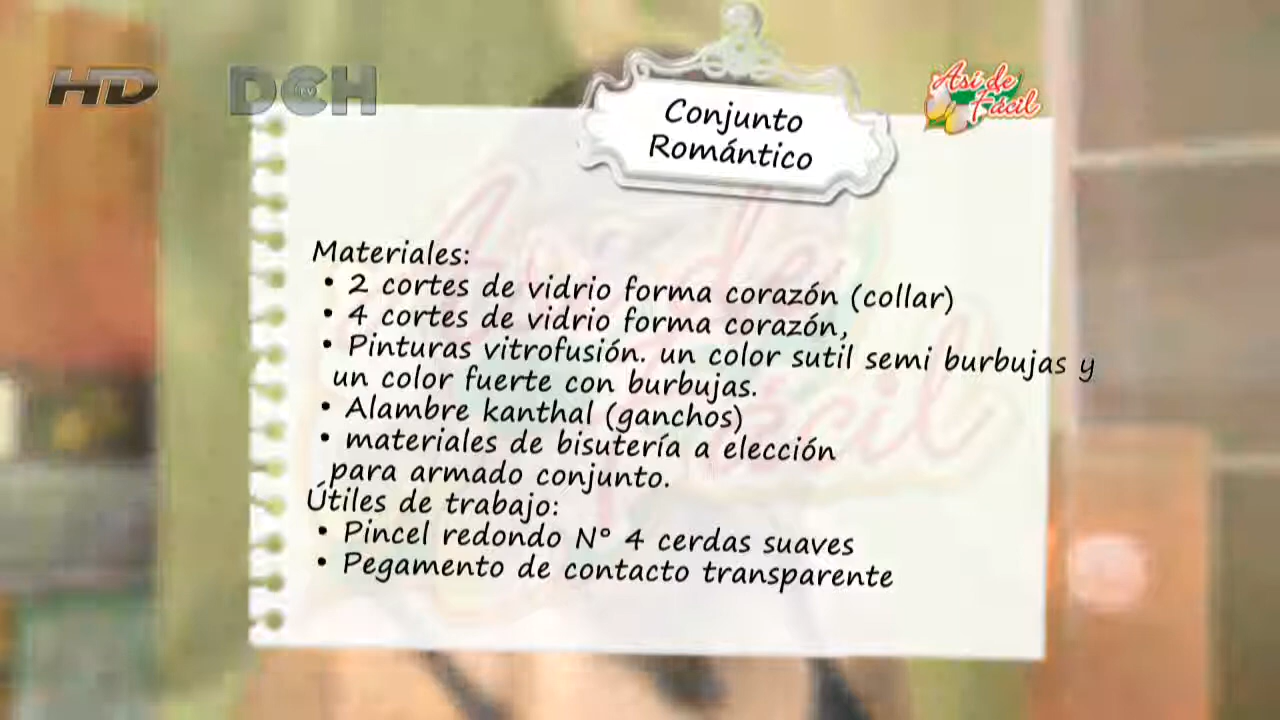 HD DCH TV
Así de
Fácil
Conjunto
Romántico
Materiales:
• 2 cortes de vidrio forma corazón (collar)
• 4 cortes de vidrio forma corazón,
• Pinturas vitrofusión. un color sutil semi burbujas y
un color fuerte con burbujas.
• Alambre kanthal (ganchos)
• materiales de bisutería a elección
para armado conjunto.
Útiles de trabajo:
• Pincel redondo Nº 4 cerdas suaves
• Pegamento de contacto transparente